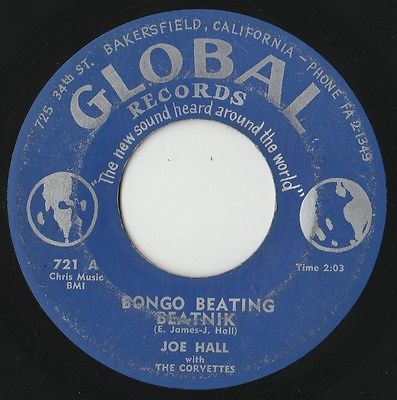 725 34th ST. BAKERSFIELD, CALIFORNIA - PHONE FA 2-1349
GLOBAL
RECORDS
"The new sound heard around the world"
721 A
Chris Music
BMI
Time 2:03
BONGO BEATING
BEATNIK
(E. James-J. Hall)
JOE HALL
with
THE CORVETTES